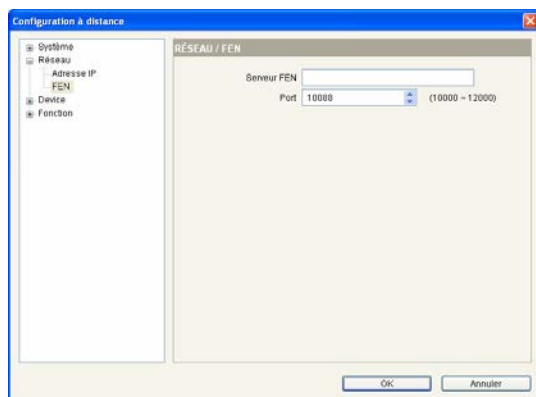 Configuration à distance
Système
Réseau
Adresse IP
FEN
Device
Fonction
RÉSEAU / FEN
Serveur FEN
Port 10088 (10000 ~ 12000)
OK
Annuler